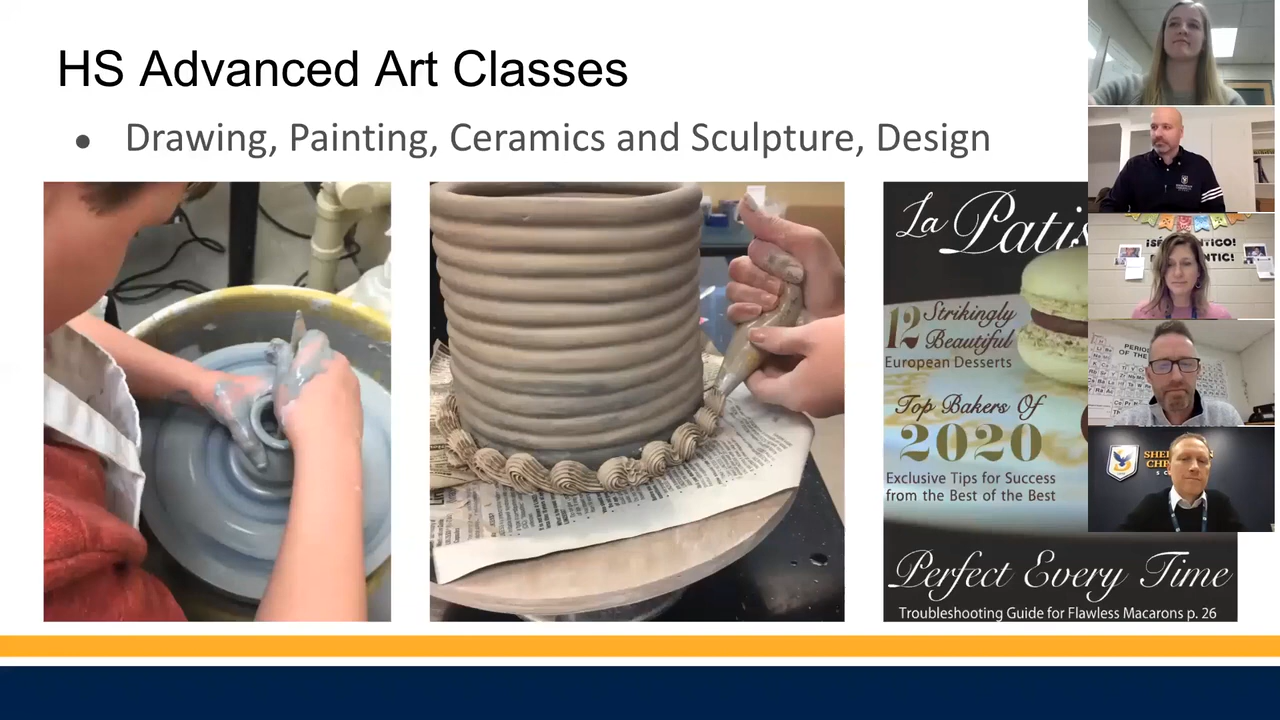 HS Advanced Art Classes
• Drawing, Painting, Ceramics and Sculpture, Design
La Patis
12 Strikingly
Beautiful
European Desserts
Top Bakers Of
2020
Exclusive Tips for Success
from the Best of the Best
Perfect Every Time
Troubleshooting Guide for Flawless Macarons p. 26